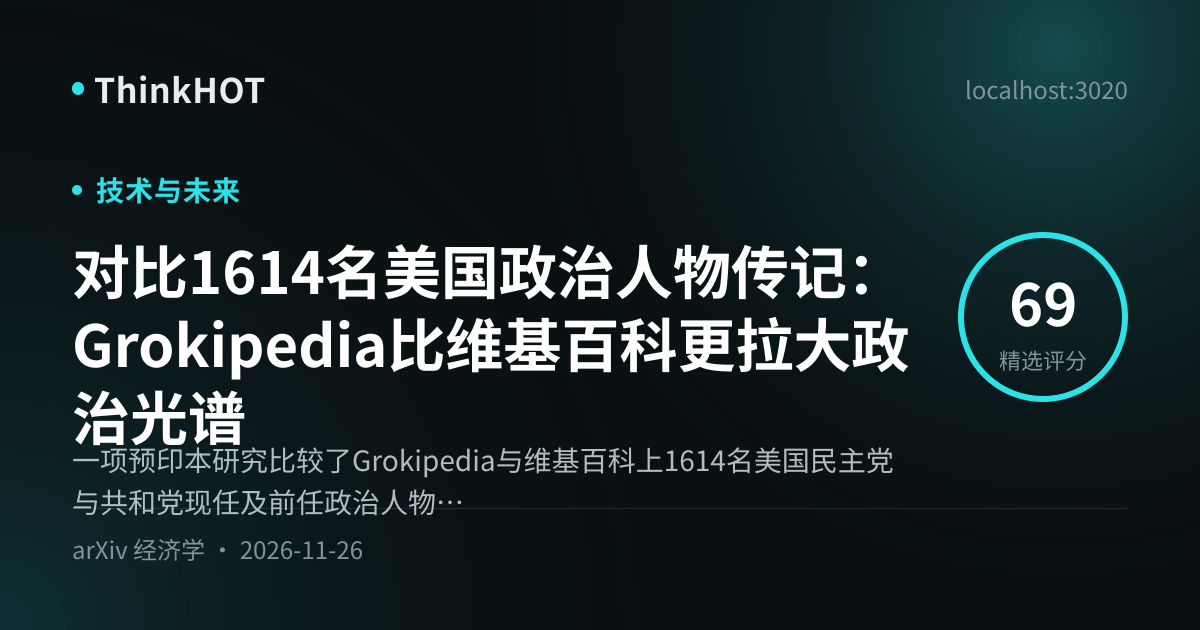 ThinkHOT
localhost:3020
技术与未来
对比1614名美国政治人物传记：
Grokipedia比维基百科更拉大政
治光谱
69
精选评分
一项预印本研究比较了Grokipedia与维基百科上1614名美国民主党
与共和党现任及前任政治人物…
arXiv 经济学 · 2026-11-26